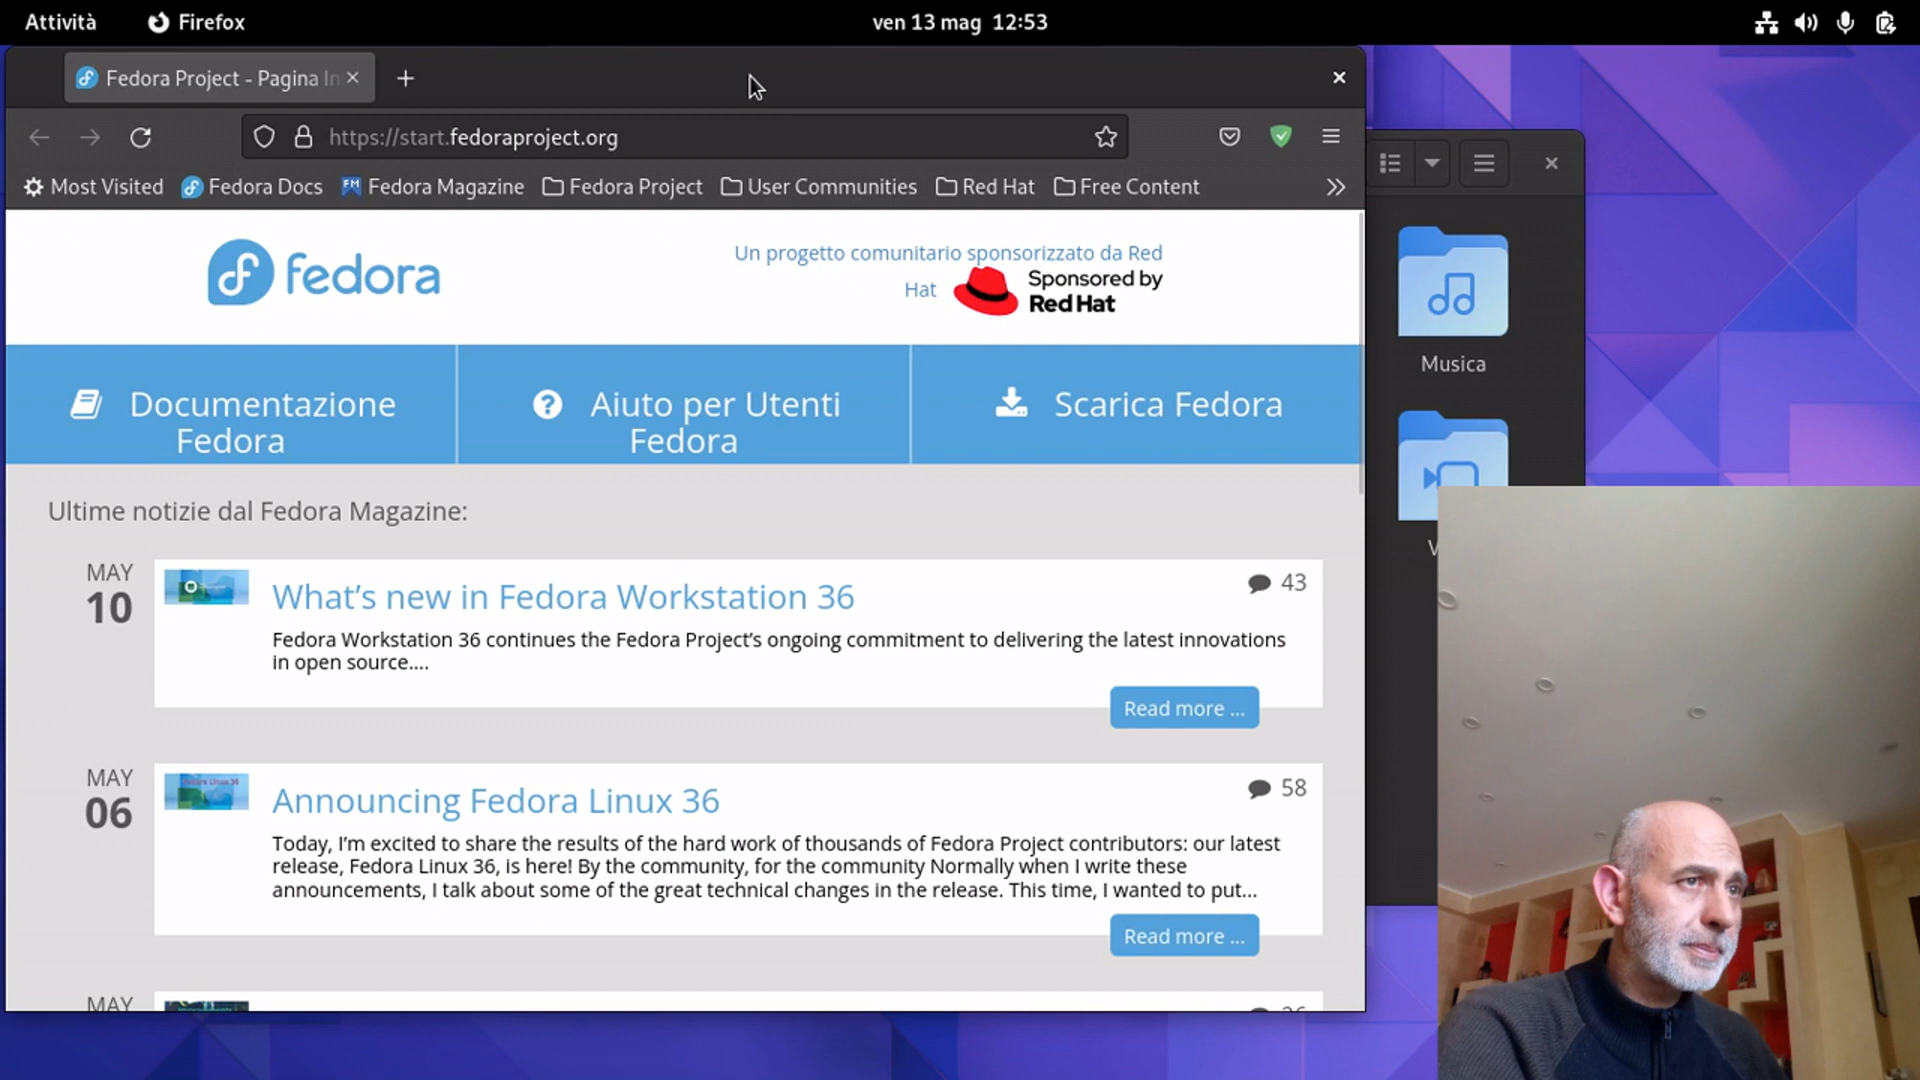 Attività
Firefox
ven 13 mag 12:53
Fedora Project - Pagina In
https://start.fedoraproject.org
Most Visited
Fedora Docs
FM Fedora Magazine
Fedora Project
User Communities
Red Hat
Free Content
fedora
Un progetto comunitario sponsorizzato da Red
Hat
Sponsored by
Red Hat
Documentazione
Fedora
Aiuto per Utenti
Fedora
Scarica Fedora
Ultime notizie dal Fedora Magazine:
MAY
10
What's new in Fedora Workstation 36
43
Fedora Workstation 36 continues the Fedora Project's ongoing commitment to delivering the latest innovations
in open source....
Read more ...
MAY
06
Announcing Fedora Linux 36
58
Today, I'm excited to share the results of the hard work of thousands of Fedora Project contributors: our latest
release, Fedora Linux 36, is here! By the community, for the community Normally when I write these
announcements, I talk about some of the great technical changes in the release. This time, I wanted to put...
Read more ...
MAY
Musica